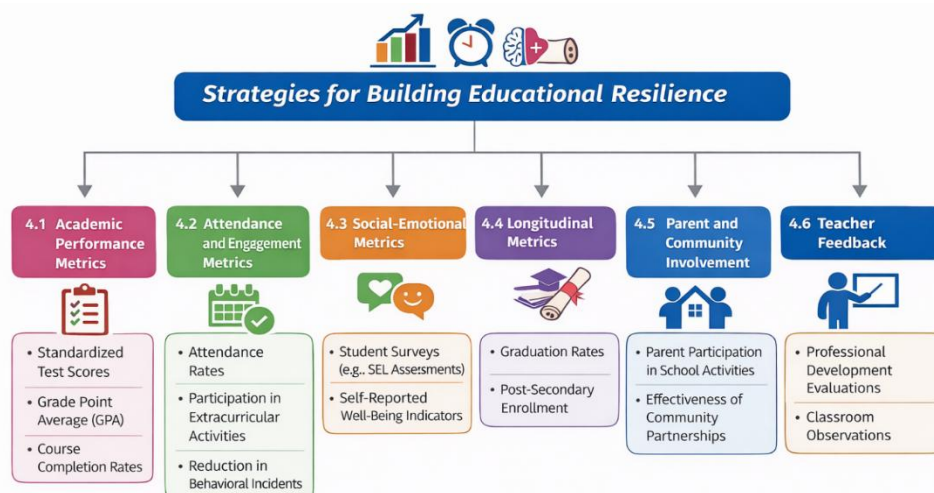 Strategies for Building Educational Resilience
4.1 Academic
Performance
Metrics
• Standardized
Test Scores
• Grade Point
Average (GPA)
• Course
Completion Rates
4.2 Attendance
and Engagement
Metrics
• Attendance
Rates
• Participation in
Extracurricular
Activities
• Reduction in
Behavioral Incidents
4.3 Social-Emotional
Metrics
• Student Surveys
(e.g., SEL Assesments)
• Self-Reported
Well-Being Indicators
4.4 Longitudinal
Metrics
• Graduation Rates
• Post-Secondary
Enrollment
4.5 Parent and
Community
Involvement
• Parent Participation
in School Activities
• Effectiveness of
Community
Partnerships
4.6 Teacher
Feedback
• Professional
Development
Evaluations
• Classroom
Observations